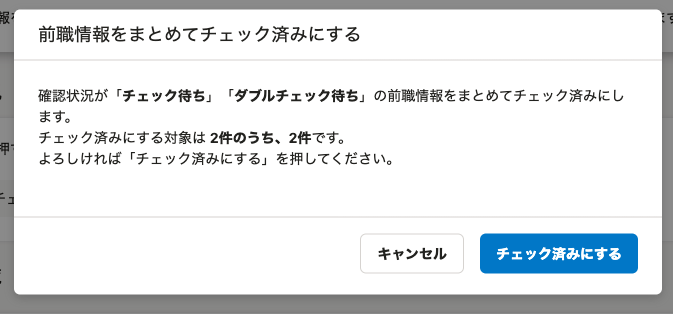 前職情報をまとめてチェック済みにする
確認状況が「チェック待ち」「ダブルチェック待ち」の前職情報をまとめてチェック済みにし
ます。
チェック済みにする対象は 2件のうち、2件です。
よろしければ「チェック済みにする」を押してください。
キャンセル
チェック済みにする